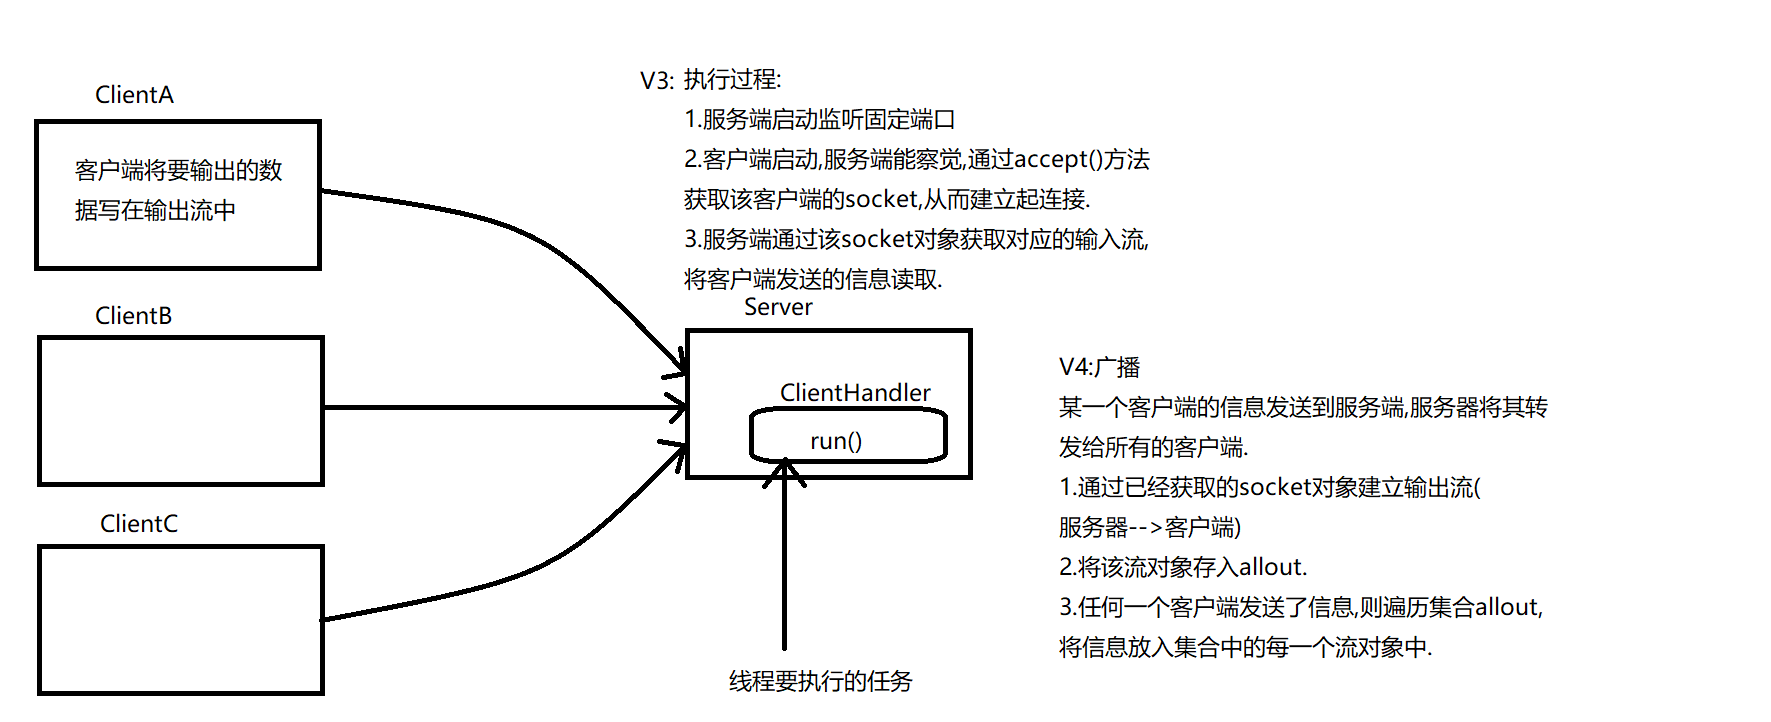 ClientA
客户端将要输出的数
据写在输出流中
ClientB
ClientC
V3: 执行过程:
1.服务端启动监听固定端口
2.客户端启动,服务端能察觉,通过accept()方法
获取该客户端的socket,从而建立起连接.
3.服务端通过该socket对象获取对应的输入流,
将客户端发送的信息读取.
Server
ClientHandler
run()
线程要执行的任务
V4:广播
某一个客户端的信息发送到服务端,服务器将其转
发给所有的客户端.
1.通过已经获取的socket对象建立输出流(
服务器-->客户端)
2.将该流对象存入allout.
3.任何一个客户端发送了信息,则遍历集合allout,
将信息放入集合中的每一个流对象中.